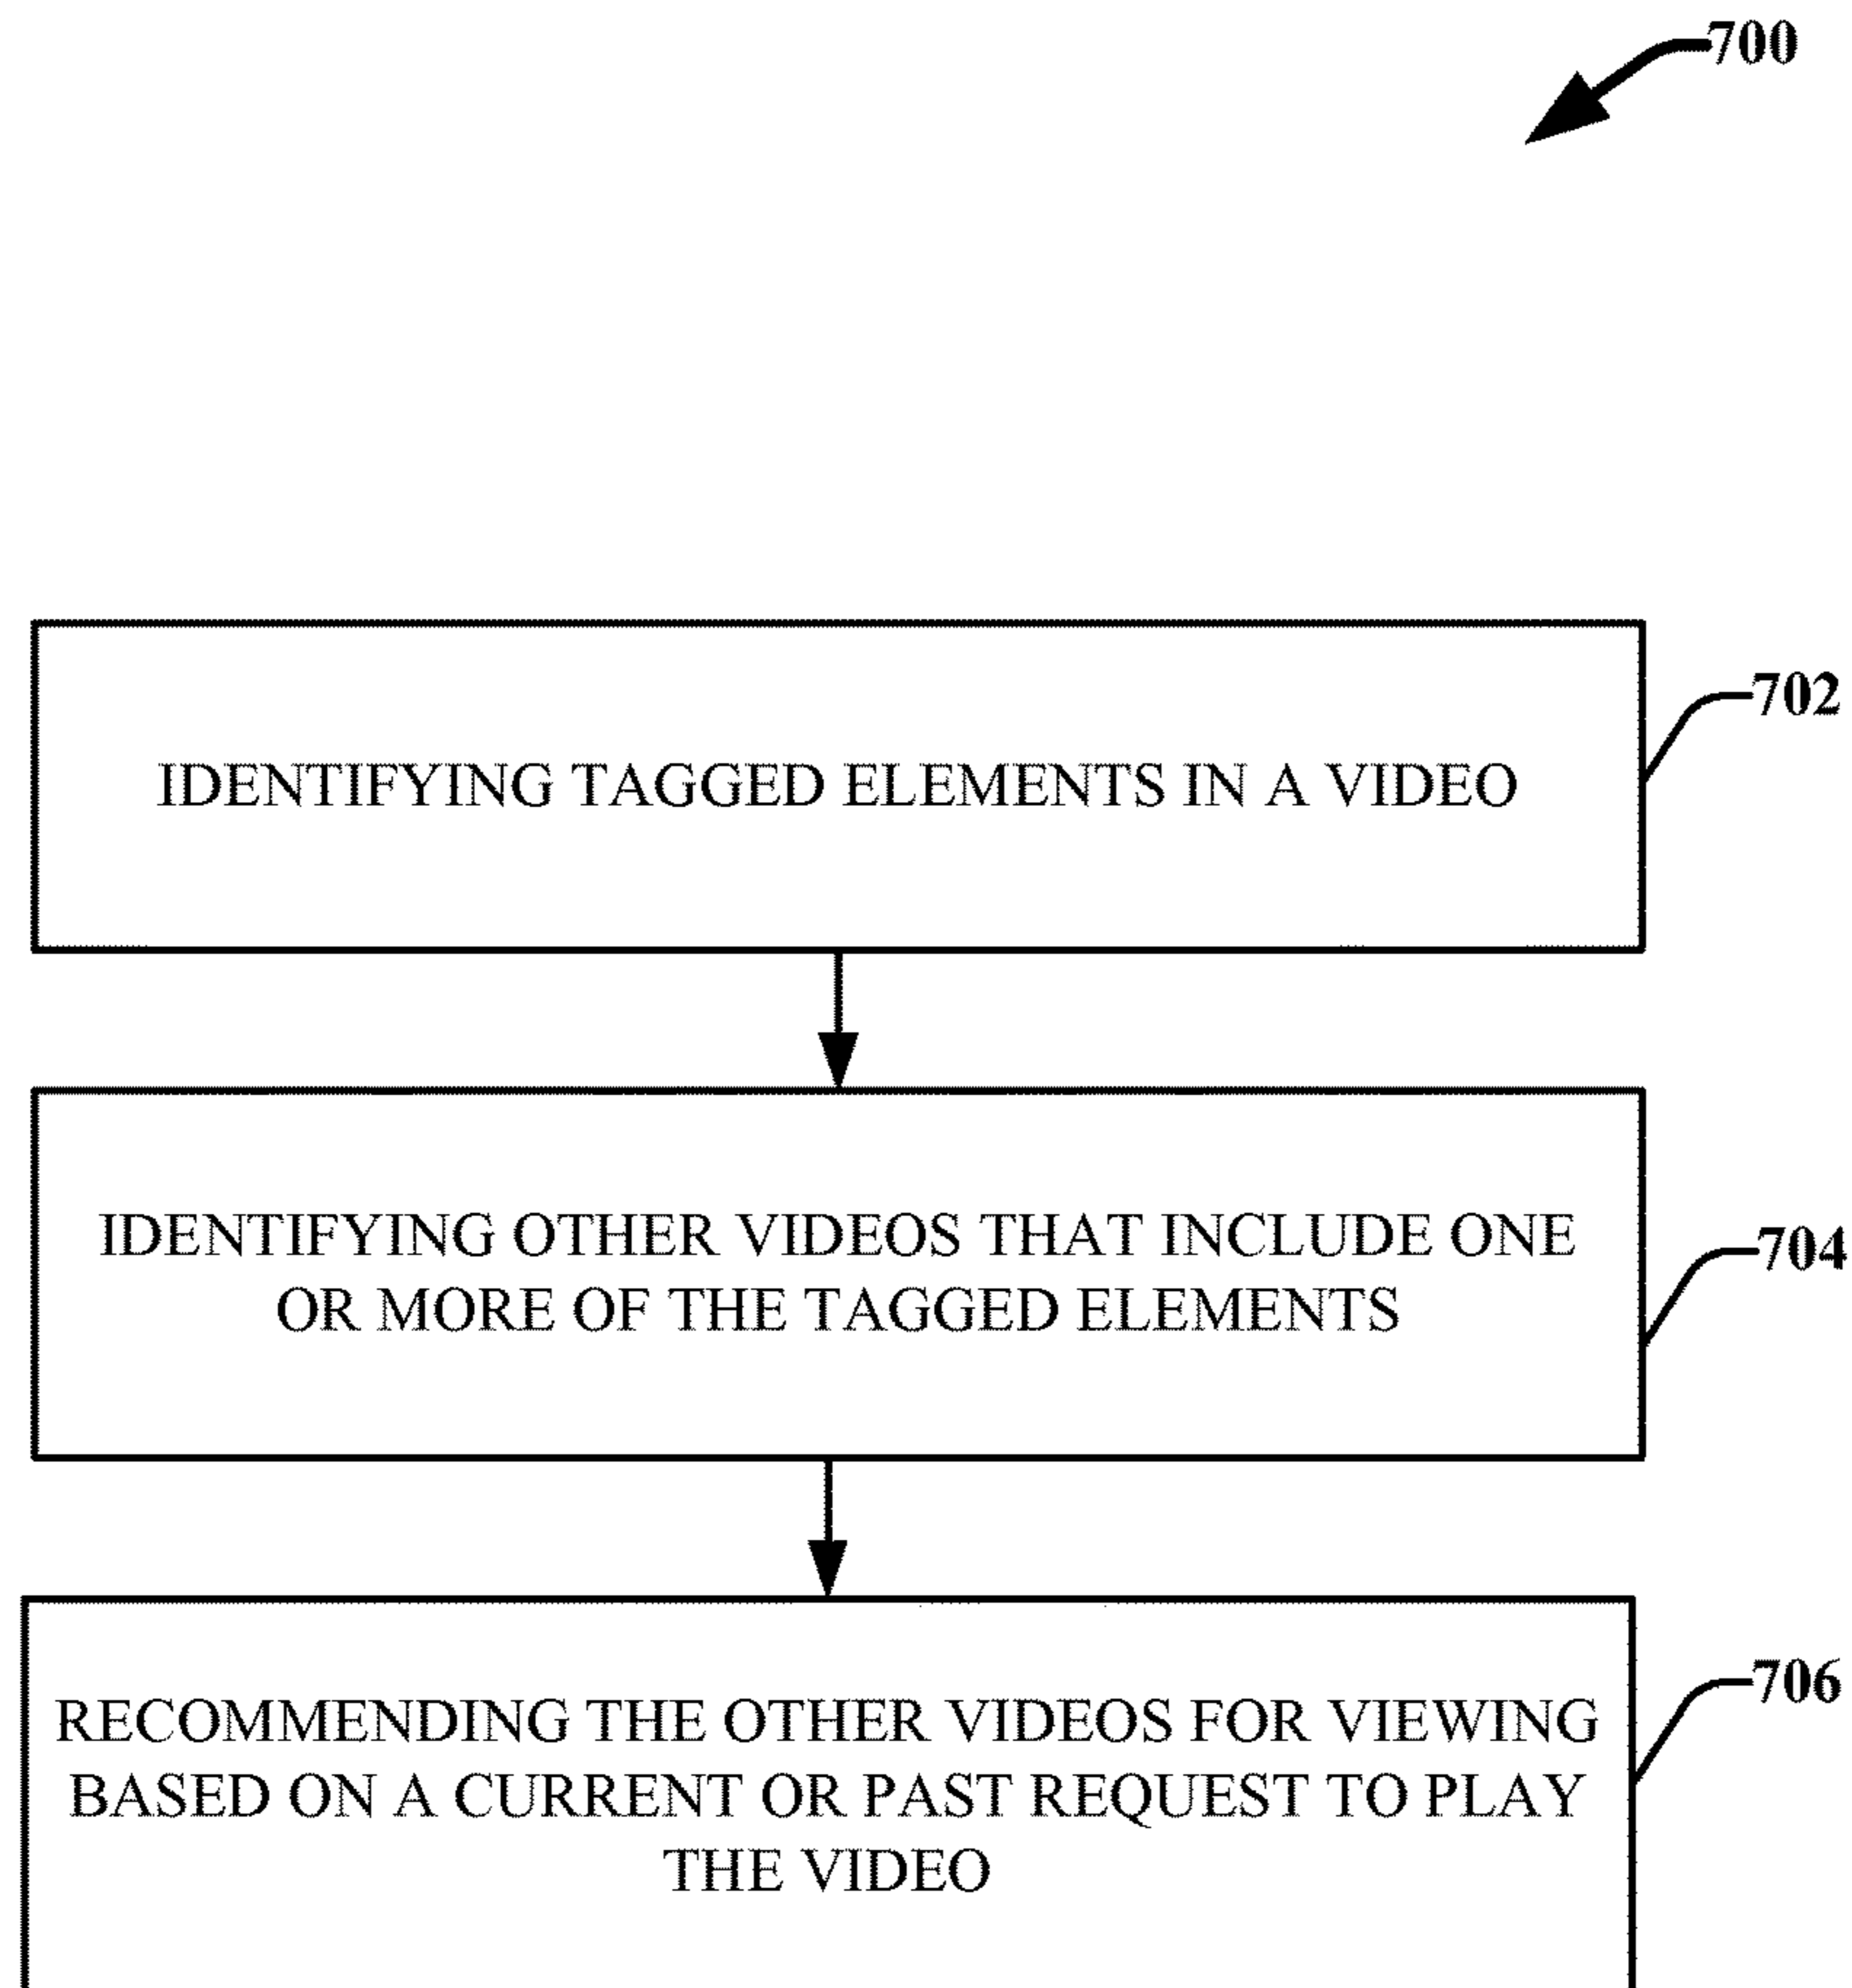 700
702
IDENTIFYING TAGGED ELEMENTS IN A VIDEO
IDENTIFYING OTHER VIDEOS THAT INCLUDE ONE
OR MORE OF THE TAGGED ELEMENTS
704
706
RECOMMENDING THE OTHER VIDEOS FOR VIEWING
BASED ON A CURRENT OR PAST REQUEST TO PLAY
THE VIDEO